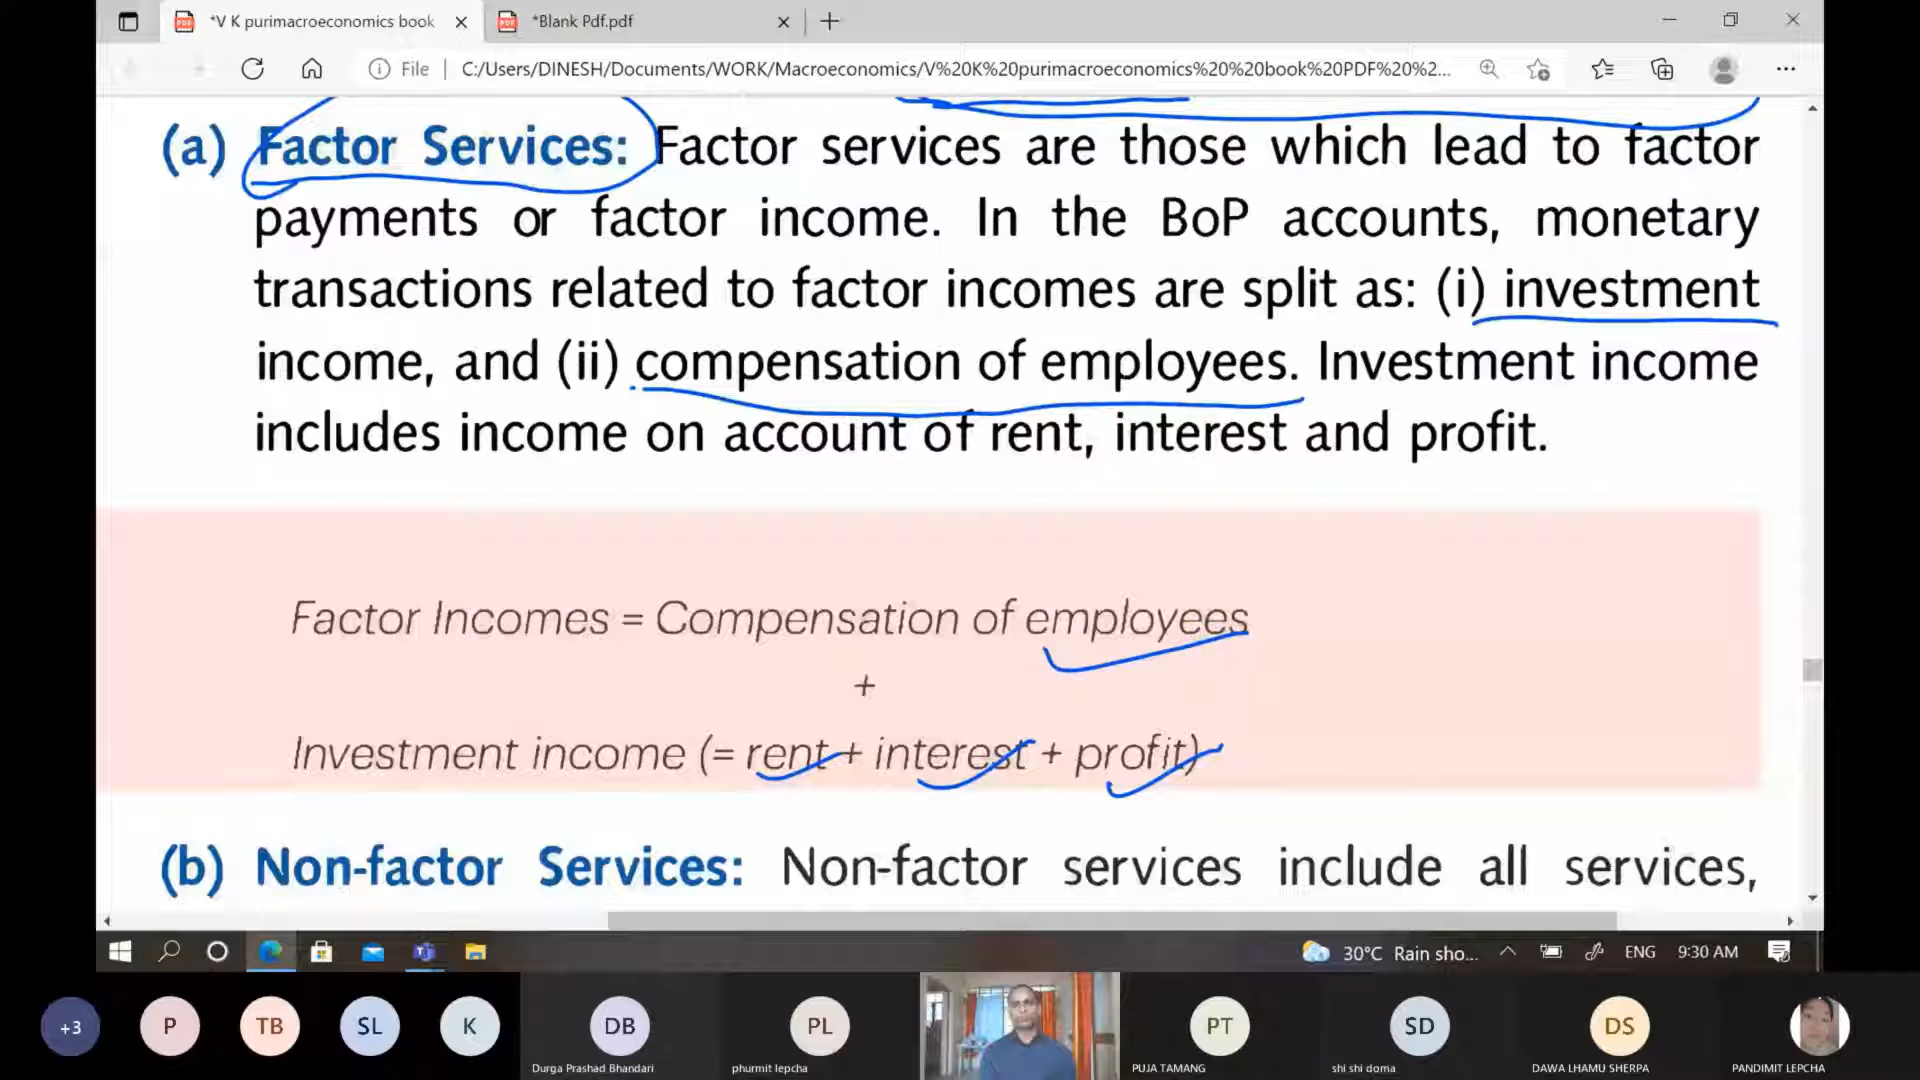 *V K purimacroeconomics book
*Blank Pdf.pdf
File
C:/Users/DINESH/Documents/WORK/Macroeconomics/V%20K%20purimacroeconomics%20%20book%20PDF%20%2...
(a) Factor Services: Factor services are those which lead to factor
payments or factor income. In the BoP accounts, monetary
transactions related to factor incomes are split as: (i) investment
income, and (ii) compensation of employees. Investment income
includes income on account of rent, interest and profit.
Factor Incomes = Compensation of employees
+
Investment income (= rent + interest + profit)
(b) Non-factor Services: Non-factor services include all services,
30°C Rain sho...
ENG
9:30 AM
+3
P
TB
SL
K
DB
PL
PT
SD
DS
Durga Prashad Bhandari
phurmit lepcha
PUJA TAMANG
shi shi doma
DAWA LHAMU SHERPA
PANDIMIT LEPCHA